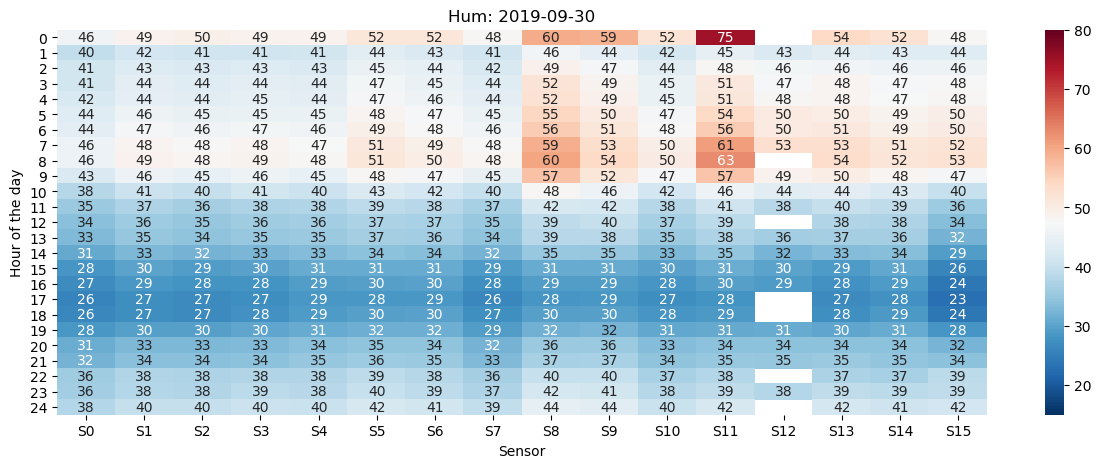 Hum: 2019-09-30
0 46 49 50 49 49 52 52 48 60 59 52 75 54 52 48
1 40 42 41 41 41 44 43 41 46 44 42 45 43 44 43 44
2 41 43 43 43 43 45 44 42 49 47 44 48 46 46 46 46
3 41 44 44 44 44 47 45 44 52 49 45 51 47 48 47 48
4 42 44 44 45 44 47 46 44 52 49 45 51 48 48 47 48
5 44 46 45 45 45 48 47 45 55 50 47 54 50 50 49 50
6 44 47 46 47 46 49 48 46 56 51 48 56 50 51 49 50
7 46 48 48 48 47 51 49 48 59 53 50 61 53 53 51 52
8 46 49 48 49 48 51 50 48 60 54 50 63 54 52 53
9 43 46 45 46 45 48 47 45 57 52 47 57 49 50 48 47
10 38 41 40 41 40 43 42 40 48 46 42 46 44 44 43 40
11 35 37 36 38 38 39 38 37 42 42 38 41 38 40 39 36
12 34 36 35 36 36 37 37 35 39 40 37 39 38 38 34
13 33 35 34 35 35 37 36 34 39 38 35 38 36 37 36 32
14 31 33 32 33 33 34 34 32 35 35 33 35 32 33 34 29
15 28 30 29 30 31 31 31 29 31 31 30 31 30 29 31 26
16 27 29 28 28 29 30 30 28 29 29 28 30 29 28 29 24
17 26 27 27 27 29 28 29 26 28 29 27 28 27 28 23
18 26 27 27 28 29 30 30 27 30 30 28 29 28 29 24
19 28 30 30 30 31 32 32 29 32 32 31 31 31 30 31 28
20 31 33 33 33 34 35 34 32 36 36 33 34 34 34 34 32
21 32 34 34 34 35 36 35 33 37 37 34 35 35 35 35 34
22 36 38 38 38 38 39 38 36 40 40 37 38 37 37 39
23 36 38 38 39 38 40 39 37 42 41 38 39 38 39 39 39
24 38 40 40 40 40 42 41 39 44 44 40 42 42 41 42
S0 S1 S2 S3 S4 S5 S6 S7 S8 S9 S10 S11 S12 S13 S14 S15
Sensor
Hour of the day
80
70
60
50
40
30
20